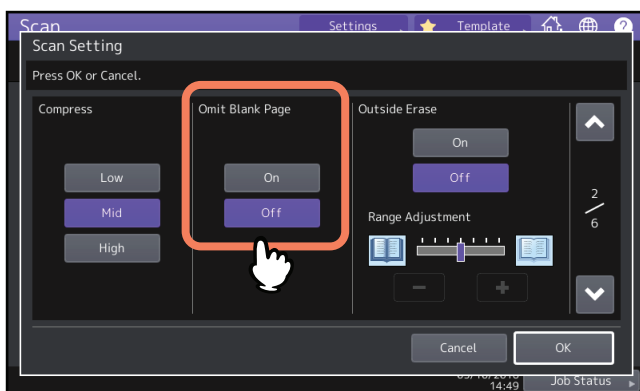 Scan
Settings
Template
?
Scan Setting
Press OK or Cancel.
Compress
Low
Mid
High
Omit Blank Page
On
Off
Outside Erase
On
Off
Range Adjustment
2
6
Cancel
OK
14:49
Job Status